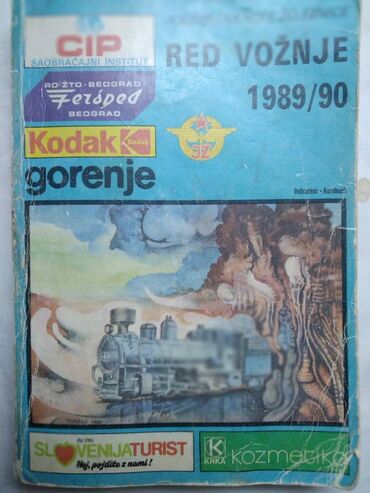 CIP
SAOBRAĆAJNI INSTITUT
RED VOŽNJE
1989/90
RO ŽTO-BEOGRAD
Feršped
BEOGRAD
Kodak
Kodak
JŽ
gorenje
Indicateur - Kursbuch
SLOVENIJATURIST
Hej, pojdite z nami!
K
KRKA
kozmetika